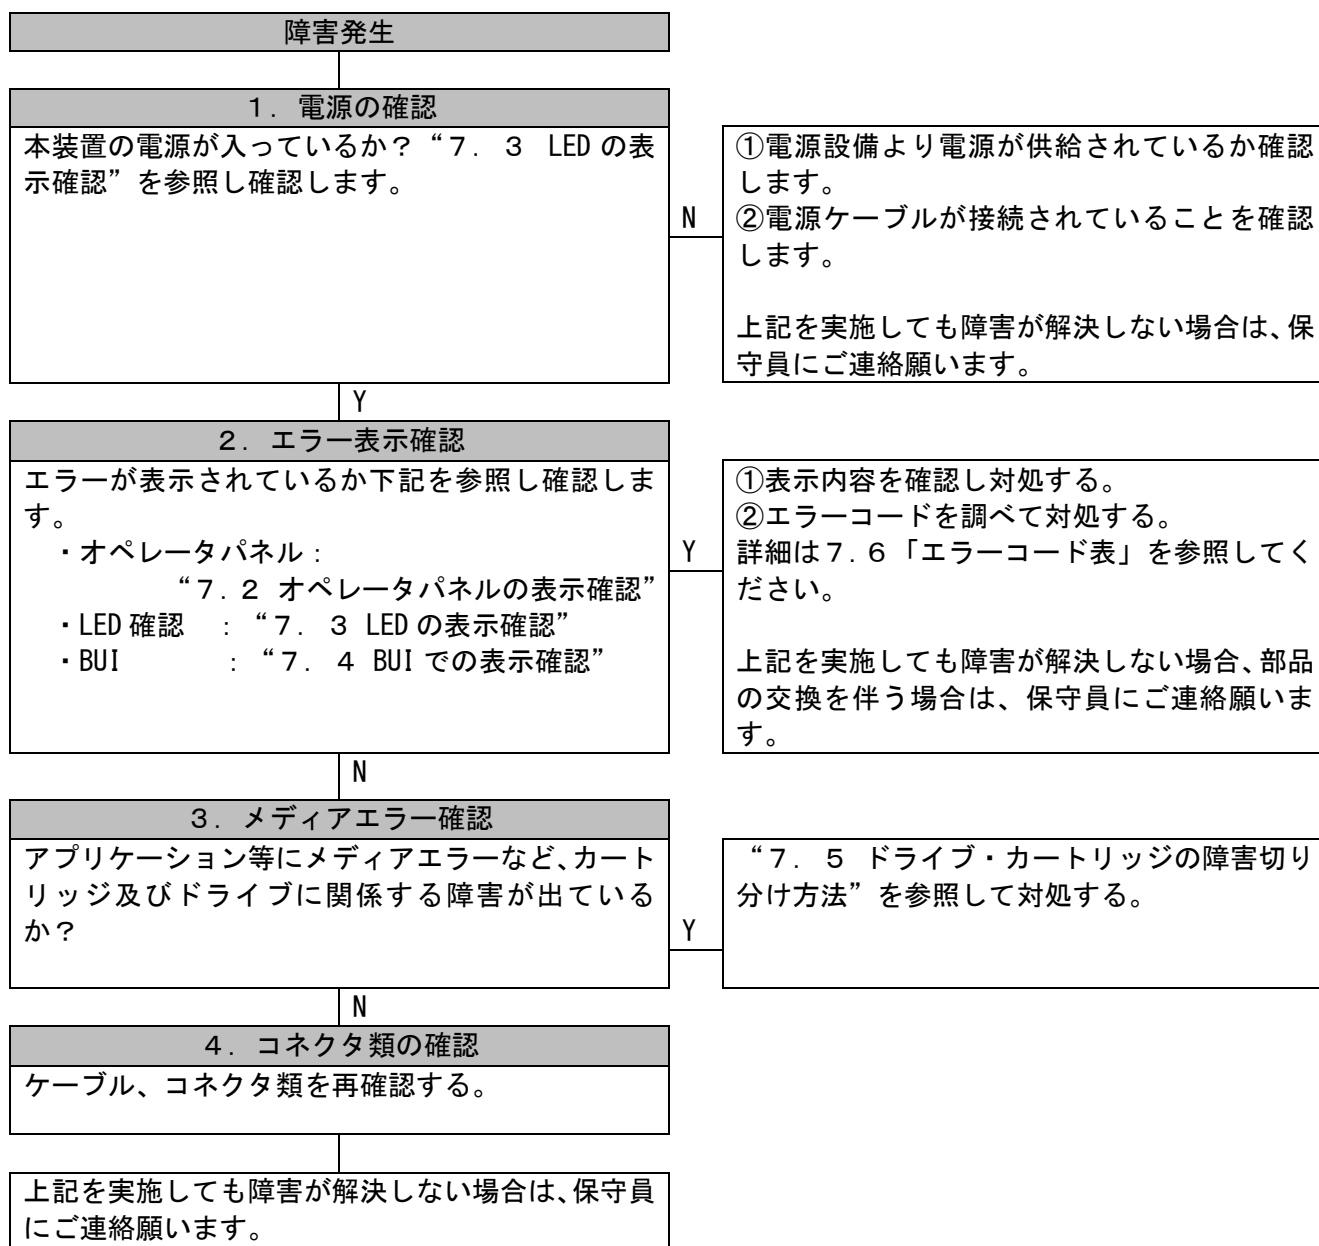 障害発生
１．電源の確認
本装置の電源が入っているか？“７．３ LEDの表
示確認”を参照し確認します。
N
①電源設備より電源が供給されているか確認
します。
②電源ケーブルが接続されていることを確認
します。
上記を実施しても障害が解決しない場合は、保
守員にご連絡願います。
Y
２．エラー表示確認
エラーが表示されているか下記を参照し確認しま
す。
・オペレータパネル：
“７.２ オペレータパネルの表示確認”
・LED確認 ：“７．３ LEDの表示確認”
・BUI ：“７．４ BUIでの表示確認”
Y
①表示内容を確認し対処する。
②エラーコードを調べて対処する。
詳細は７.６「エラーコード表」を参照してく
ださい。
上記を実施しても障害が解決しない場合、部品
の交換を伴う場合は、保守員にご連絡願いま
す。
N
３．メディアエラー確認
アプリケーション等にメディアエラーなど、カート
リッジ及びドライブに関係する障害が出ている
か？
Y
“７．５ ドライブ・カートリッジの障害切り
分け方法”を参照して対処する。
N
４．コネクタ類の確認
ケーブル、コネクタ類を再確認する。
上記を実施しても障害が解決しない場合は、保守員
にご連絡願います。